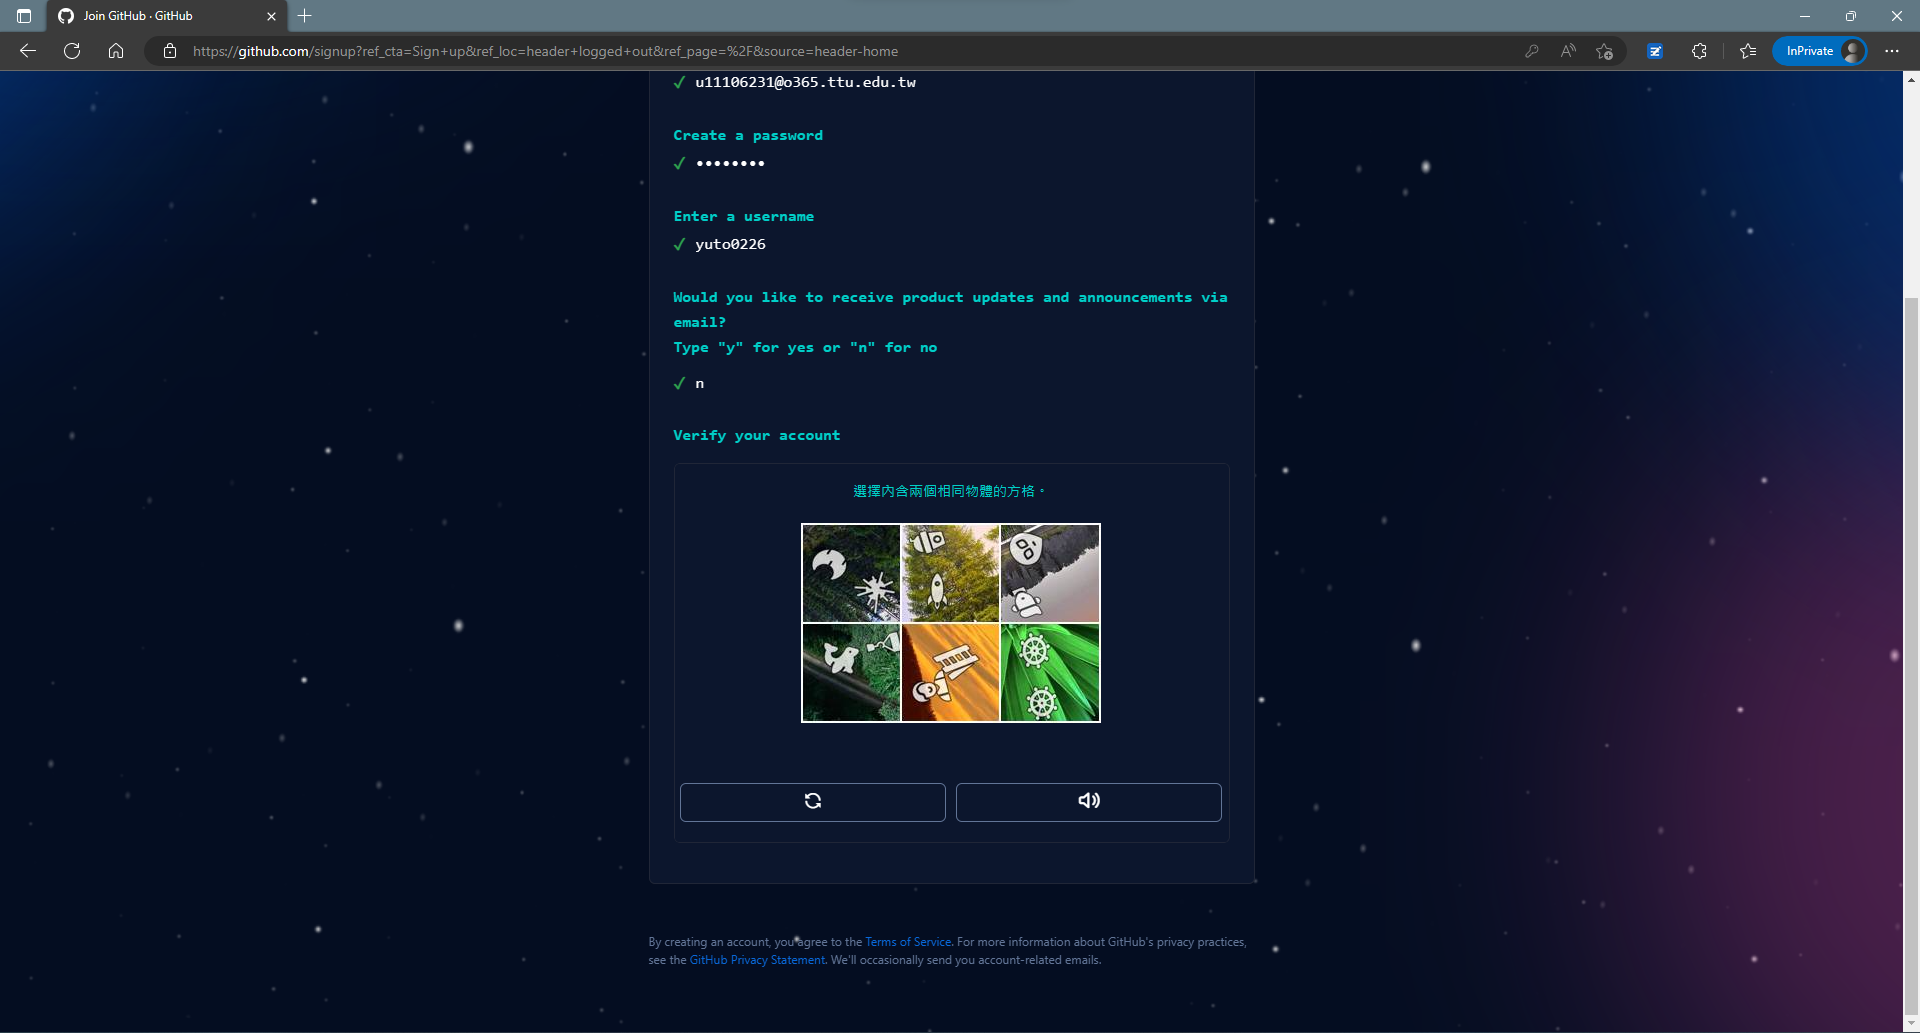 Join GitHub · GitHub
https://github.com/signup?ref_cta=Sign+up&ref_loc=header+logged+out&ref_page=%2F&source=header-home
InPrivate
u11106231@o365.ttu.edu.tw
Create a password
••••••••
Enter a username
yuto0226
Would you like to receive product updates and announcements via
email?
Type "y" for yes or "n" for no
n
Verify your account
選擇內含兩個相同物體的方格。
By creating an account, you agree to the Terms of Service. For more information about GitHub's privacy practices,
see the GitHub Privacy Statement. We'll occasionally send you account-related emails.